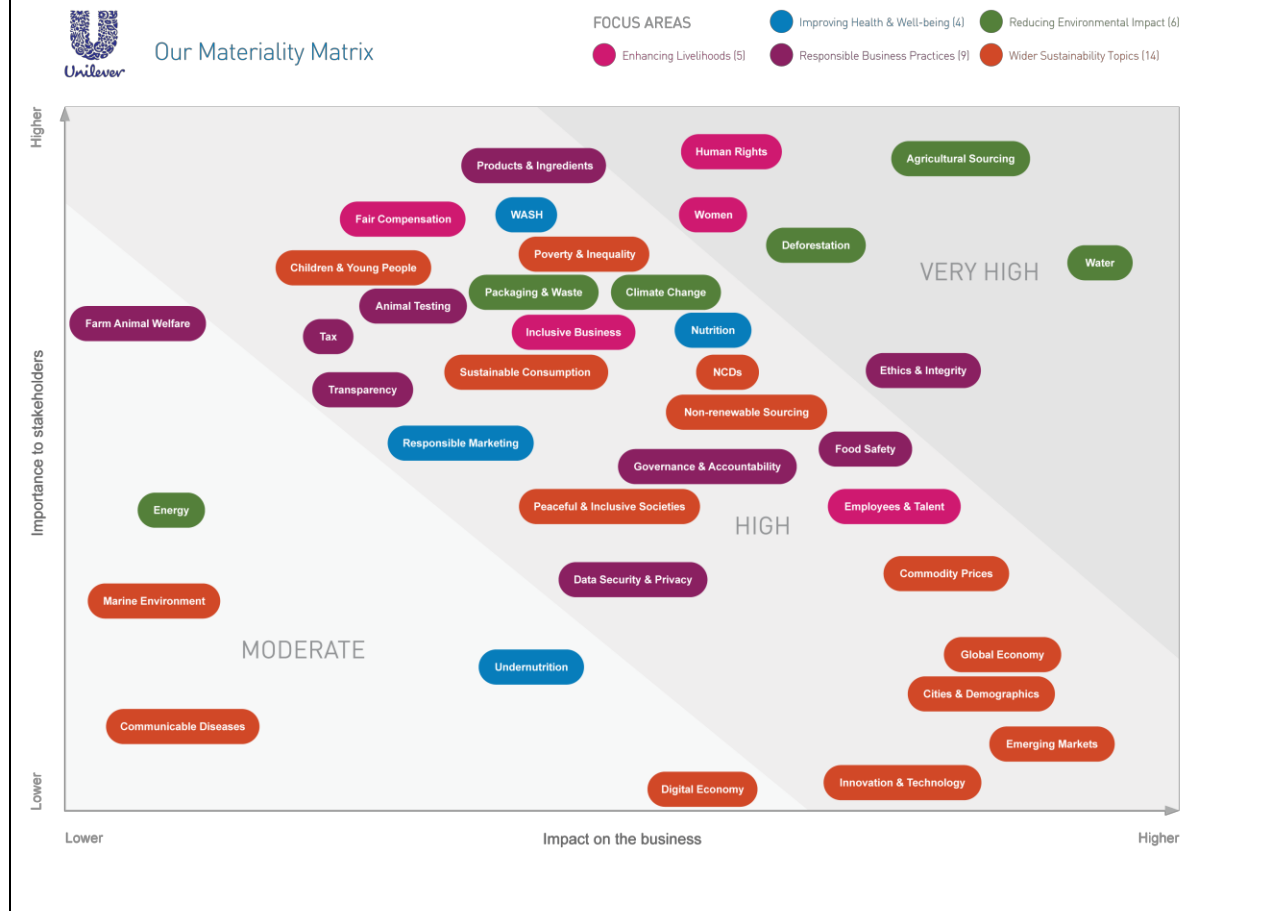 Unilever
Our Materiality Matrix
FOCUS AREAS
Improving Health & Well-being (4)
Reducing Environmental Impact (6)
Enhancing Livelihoods (5)
Responsible Business Practices (9)
Wider Sustainability Topics (14)
Higher
Importance to stakeholders
Lower
Human Rights
Agricultural Sourcing
Products & Ingredients
Fair Compensation
WASH
Women
Deforestation
Poverty & Inequality
Children & Young People
VERY HIGH
Water
Packaging & Waste
Climate Change
Animal Testing
Farm Animal Welfare
Tax
Inclusive Business
Nutrition
Sustainable Consumption
NCDs
Ethics & Integrity
Transparency
Non-renewable Sourcing
Responsible Marketing
Food Safety
Governance & Accountability
Energy
Peaceful & Inclusive Societies
Employees & Talent
HIGH
Data Security & Privacy
Commodity Prices
Marine Environment
MODERATE
Undernutrition
Global Economy
Cities & Demographics
Communicable Diseases
Emerging Markets
Digital Economy
Innovation & Technology
Lower
Impact on the business
Higher